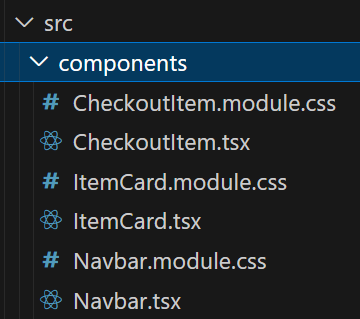 src
components
# CheckoutItem.module.css
CheckoutItem.tsx
# ItemCard.module.css
ItemCard.tsx
# Navbar.module.css
Navbar.tsx